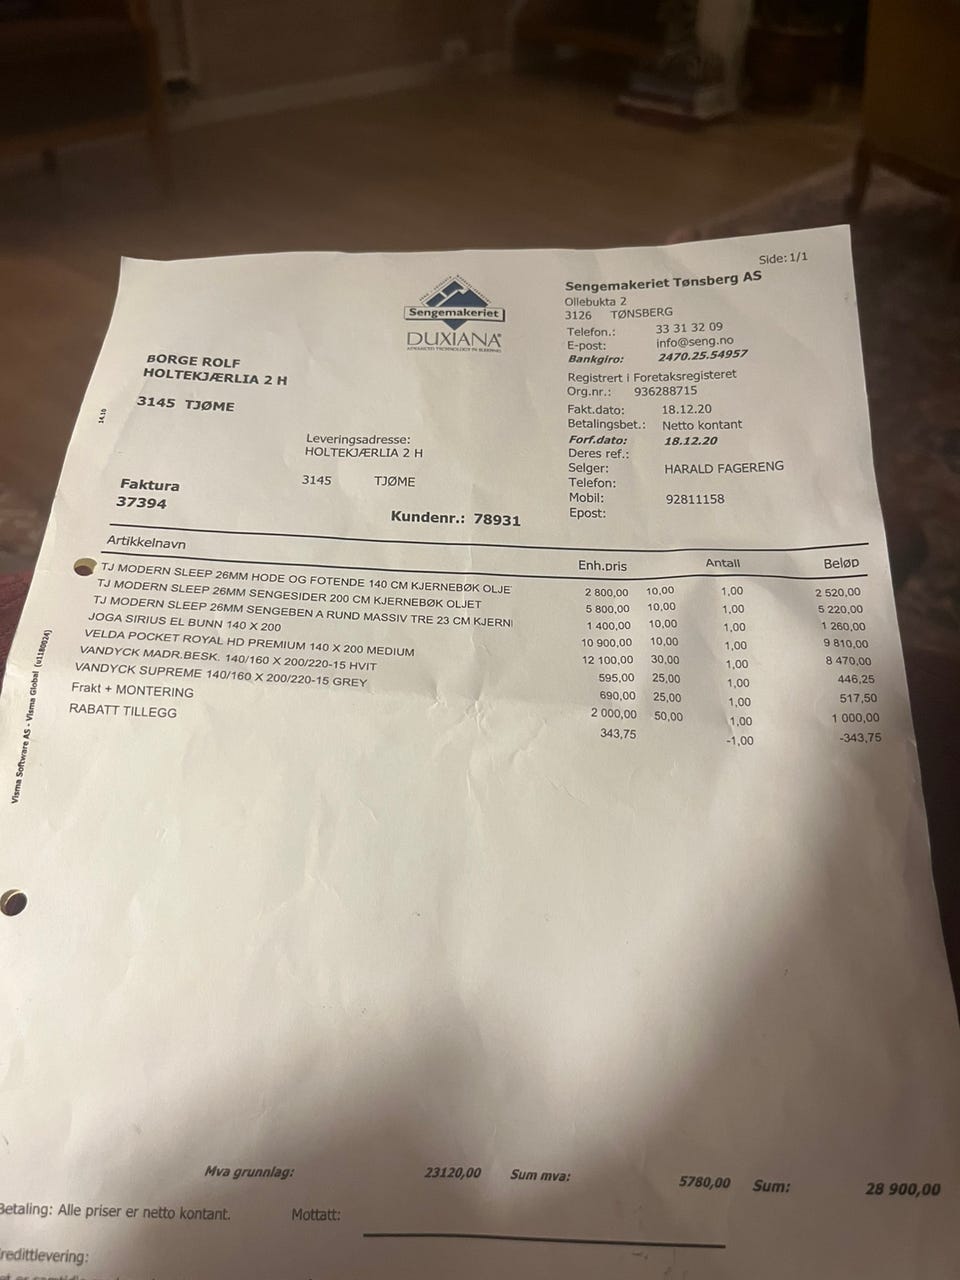 Side: 1/1
Sengemakeriet
DUXIANA®
Sengemakeriet Tønsberg AS
Ollebukta 2
3126 TØNSBERG
Telefon.: 33 31 32 09
E-post: info@seng.no
Bankgiro: 2470.25.54957
Registrert i Foretaksregisteret
Org.nr.: 936288715
Fakt.dato: 18.12.20
Betalingsbet.: Netto kontant
Forf.dato: 18.12.20
Deres ref.:
Selger: HARALD FAGERENG
Telefon:
Mobil: 92811158
Epost:
BORGE ROLF
HOLTEKJÆRLIA 2 H
3145 TJØME
14.10
Leveringsadresse:
HOLTEKJÆRLIA 2 H
3145 TJØME
Faktura
37394
Kundenr.: 78931
Artikkelnavn Enh.pris Antall Beløp
TJ MODERN SLEEP 26MM HODE OG FOTENDE 140 CM KJERNEBØK OLJE 2 800,00 10,00 1,00 2 520,00
TJ MODERN SLEEP 26MM SENGESIDER 200 CM KJERNEBØK OLJET 5 800,00 10,00 1,00 5 220,00
TJ MODERN SLEEP 26MM SENGEBEN A RUND MASSIV TRE 23 CM KJERNI 1 400,00 10,00 1,00 1 260,00
JOGA SIRIUS EL BUNN 140 X 200 10 900,00 10,00 1,00 9 810,00
VELDA POCKET ROYAL HD PREMIUM 140 X 200 MEDIUM 12 100,00 30,00 1,00 8 470,00
VANDYCK MADR.BESK. 140/160 X 200/220-15 HVIT 595,00 25,00 1,00 446,25
VANDYCK SUPREME 140/160 X 200/220-15 GREY 690,00 25,00 1,00 517,50
Frakt + MONTERING 2 000,00 50,00 1,00 1 000,00
RABATT TILLEGG 343,75 -1,00 -343,75
Visma Software AS - Visma Global (u1180024)
Mva grunnlag: 23120,00 Sum mva: 5780,00 Sum: 28 900,00
Betaling: Alle priser er netto kontant. Mottatt:
redittlevering: